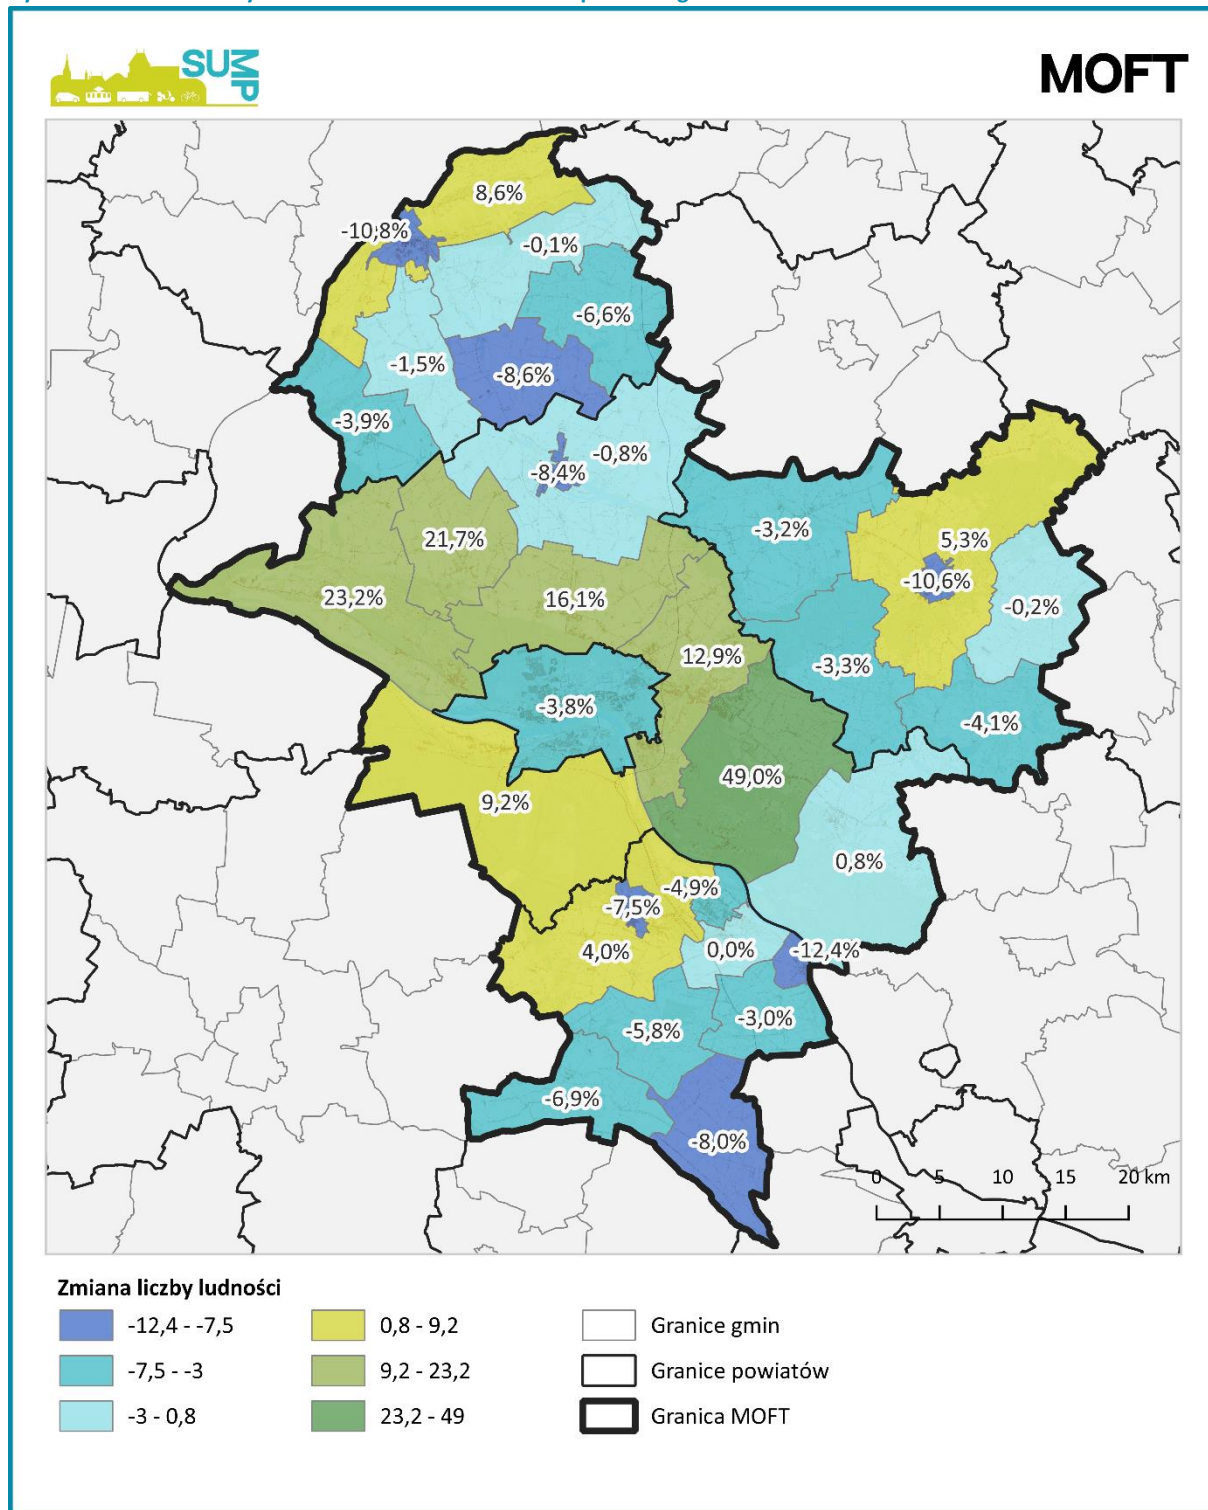 SUMP
MOFT
8,6%
-10,8%
-0,1%
-6,6%
-1,5%
-8,6%
-3,9%
-0,8%
-8,4%
-3,2%
21,7%
5,3%
-10,6%
23,2%
16,1%
-0,2%
12,9%
-3,3%
-3,8%
-4,1%
49,0%
9,2%
0,8%
-4,9%
-7,5%
4,0%
0,0%
-12,4%
-5,8%
-3,0%
-6,9%
-8,0%
0 5 10 15 20 km
Zmiana liczby ludności
-12,4 - -7,5
-7,5 - -3
-3 - 0,8
0,8 - 9,2
9,2 - 23,2
23,2 - 49
Granice gmin
Granice powiatów
Granica MOFT